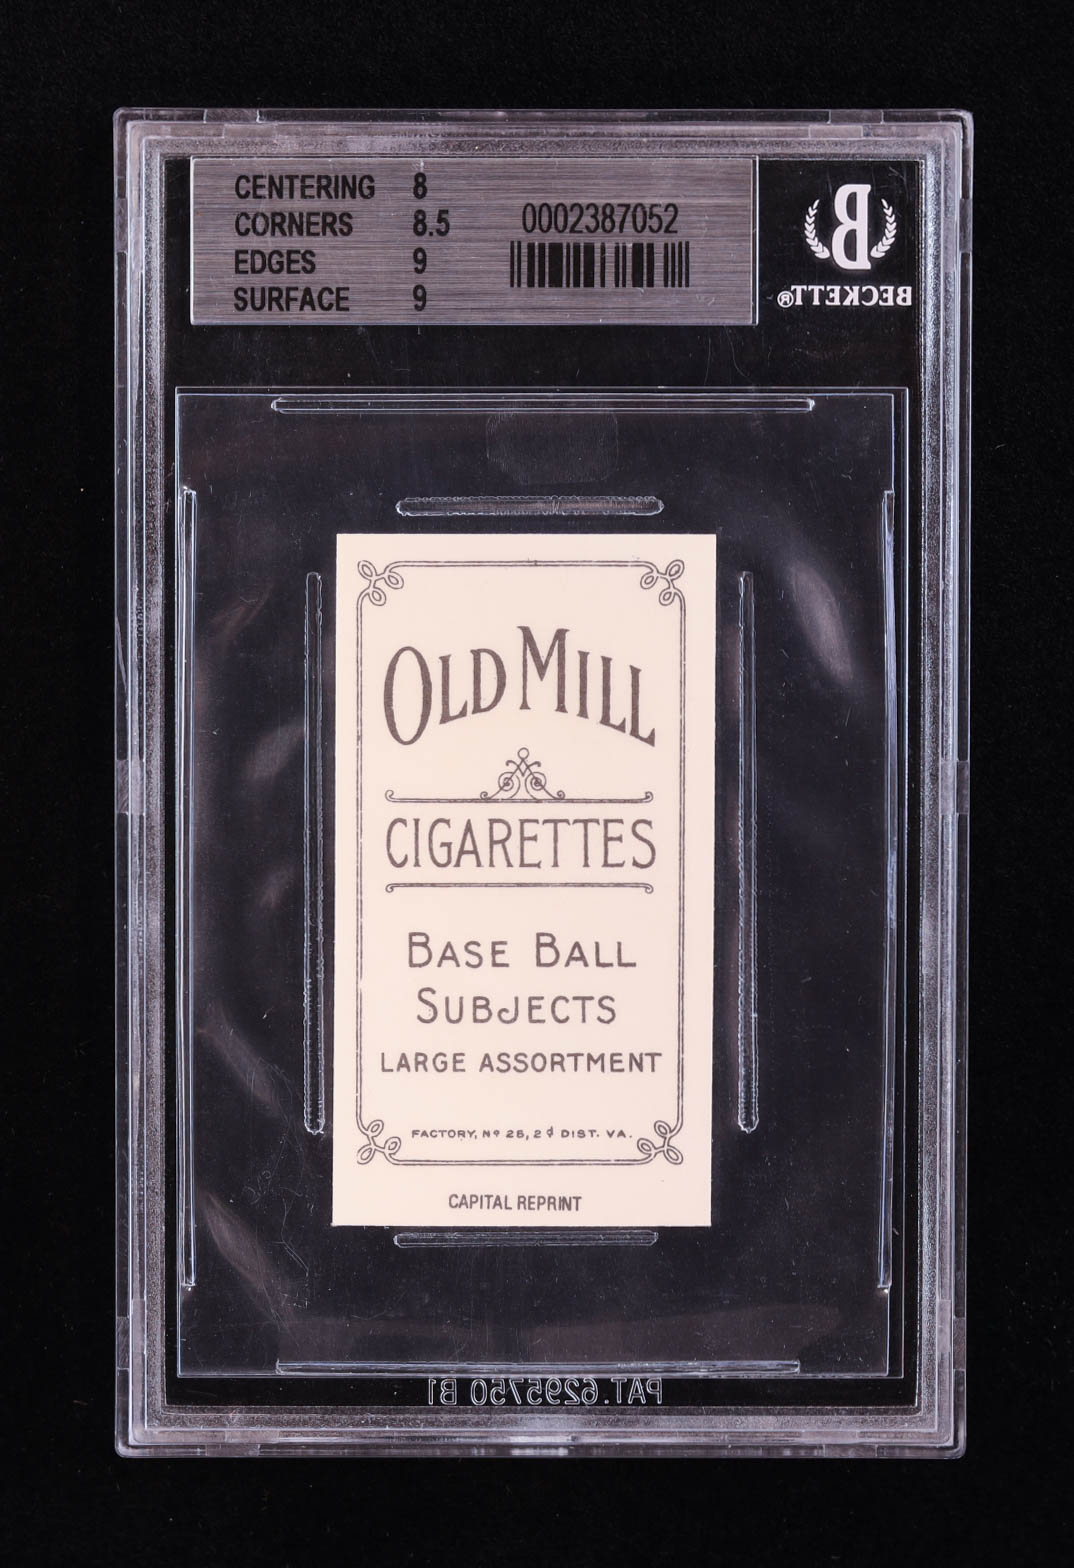 CENTERING 8
CORNERS 8.5
EDGES 9
SURFACE 9
0002387052
B
BECKETT®
OLD MILL
CIGARETTES
BASE BALL
SUBJECTS
LARGE ASSORTMENT
FACTORY, Nº 25, 2d DIST. VA.
CAPITAL REPRINT
PAT. 6295750 B1